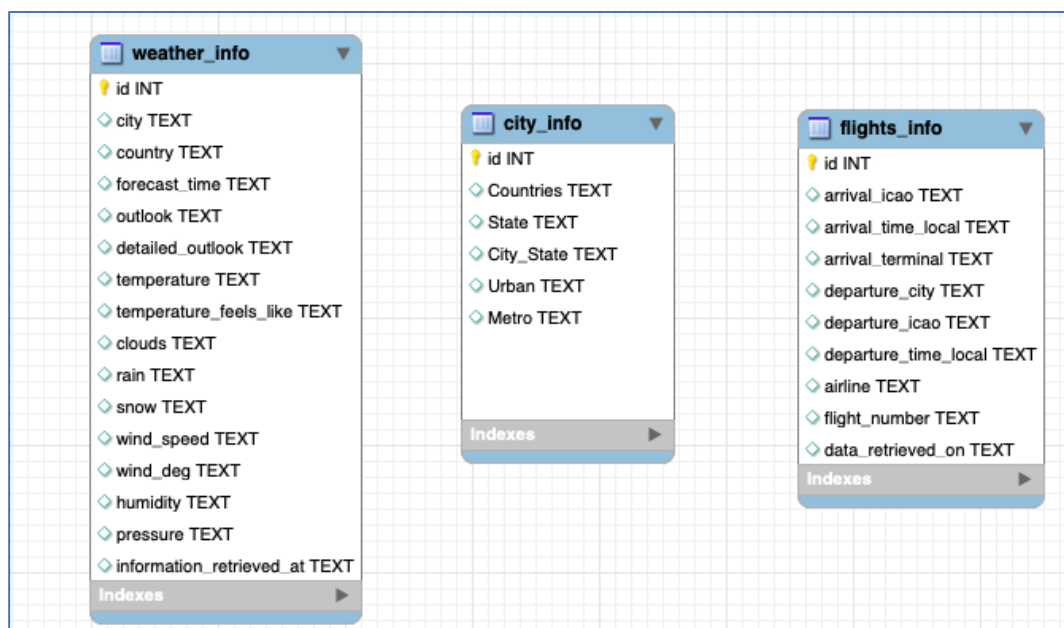 weather_info
id INT
city TEXT
country TEXT
forecast_time TEXT
outlook TEXT
detailed_outlook TEXT
temperature TEXT
temperature_feels_like TEXT
clouds TEXT
rain TEXT
snow TEXT
wind_speed TEXT
wind_deg TEXT
humidity TEXT
pressure TEXT
information_retrieved_at TEXT
Indexes
city_info
id INT
Countries TEXT
State TEXT
City_State TEXT
Urban TEXT
Metro TEXT
Indexes
flights_info
id INT
arrival_icao TEXT
arrival_time_local TEXT
arrival_terminal TEXT
departure_city TEXT
departure_icao TEXT
departure_time_local TEXT
airline TEXT
flight_number TEXT
data_retrieved_on TEXT
Indexes